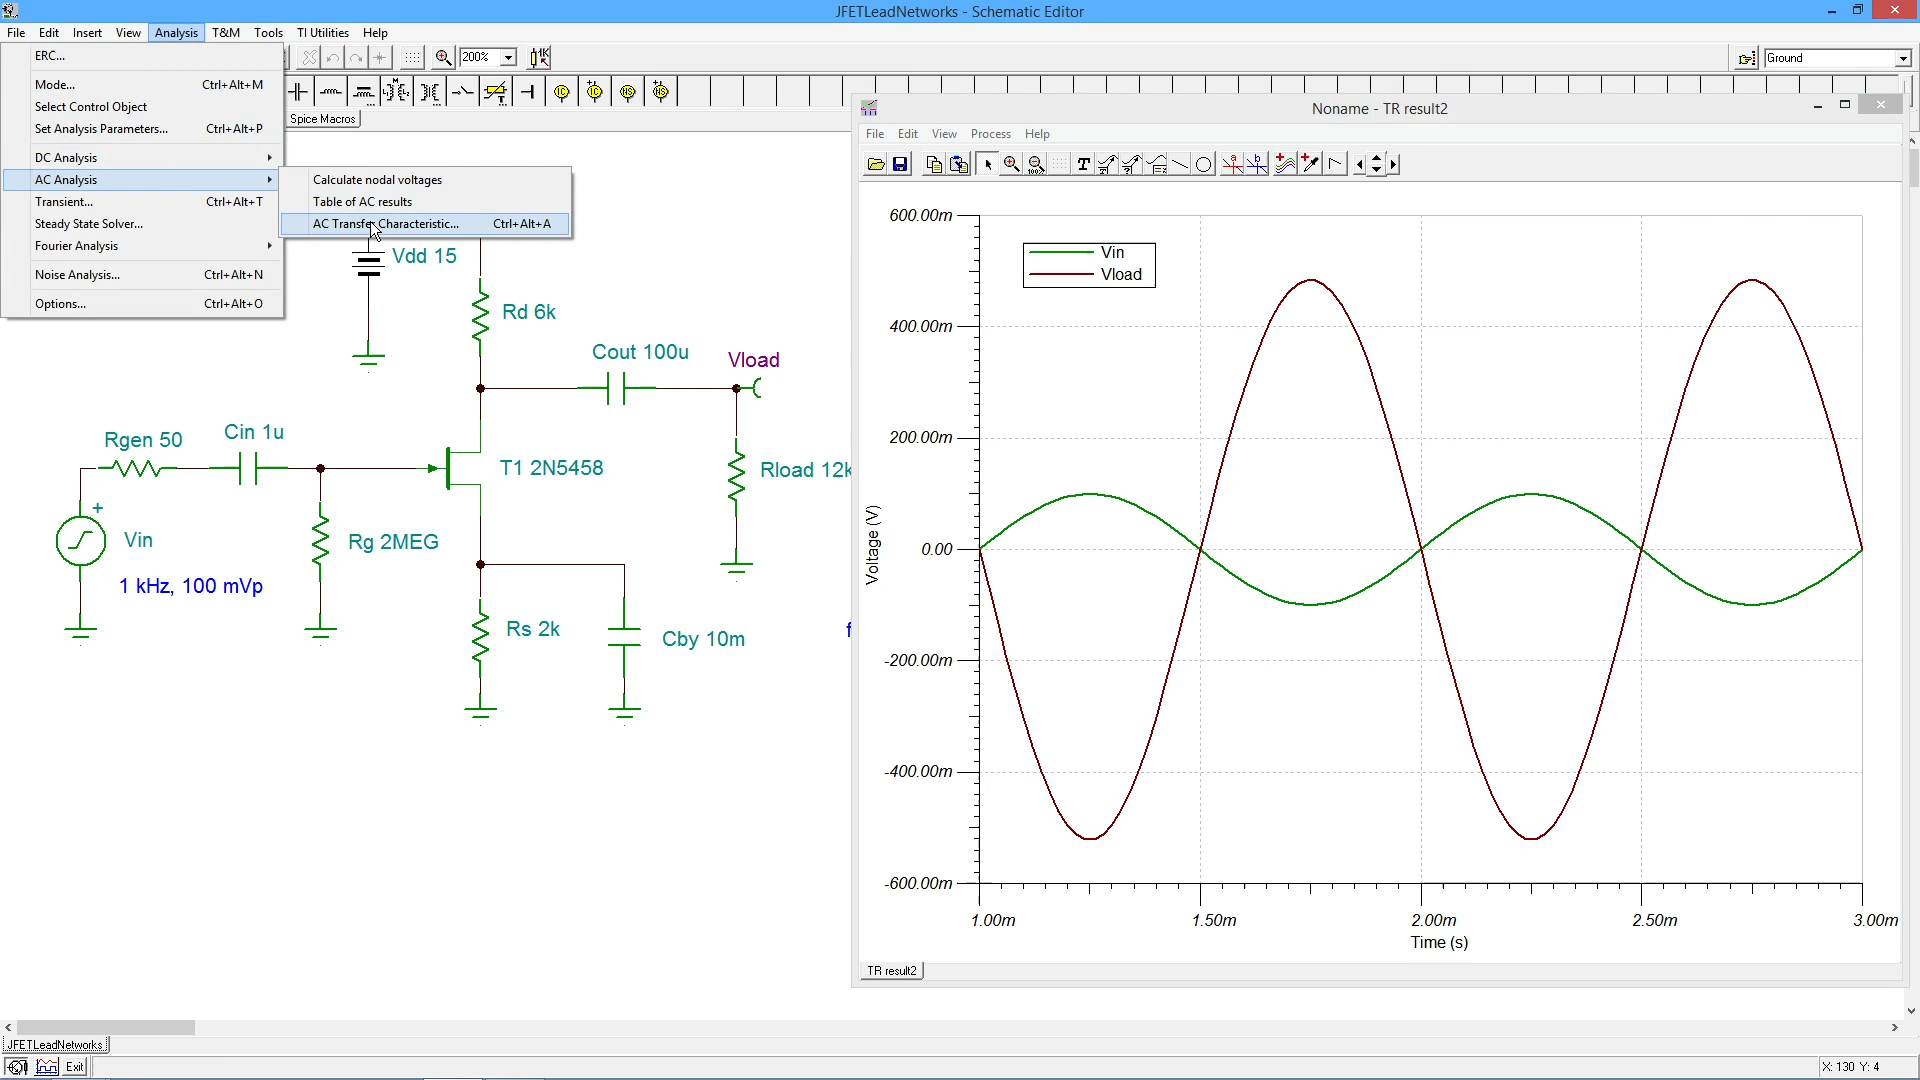 JFETLeadNetworks - Schematic Editor
File Edit Insert View Analysis T&M Tools TI Utilities Help
ERC...
Mode... Ctrl+Alt+M
Select Control Object
Set Analysis Parameters... Ctrl+Alt+P
DC Analysis
AC Analysis
Transient... Ctrl+Alt+T
Steady State Solver...
Fourier Analysis
Noise Analysis... Ctrl+Alt+N
Options... Ctrl+Alt+O
Calculate nodal voltages
Table of AC results
AC Transfer Characteristic... Ctrl+Alt+A
200%
Ground
Spice Macros
Vdd 15
Rd 6k
Cout 100u
Vload
Rgen 50
Cin 1u
T1 2N5458
Rload 12k
Vin
Rg 2MEG
1 kHz, 100 mVp
Rs 2k
Cby 10m
Noname - TR result2
File Edit View Process Help
600.00m
Vin
Vload
400.00m
200.00m
0.00
-200.00m
-400.00m
-600.00m
Voltage (V)
1.00m 1.50m 2.00m 2.50m 3.00m
Time (s)
TR result2
JFETLeadNetworks
Exit
X: 130 Y: 4